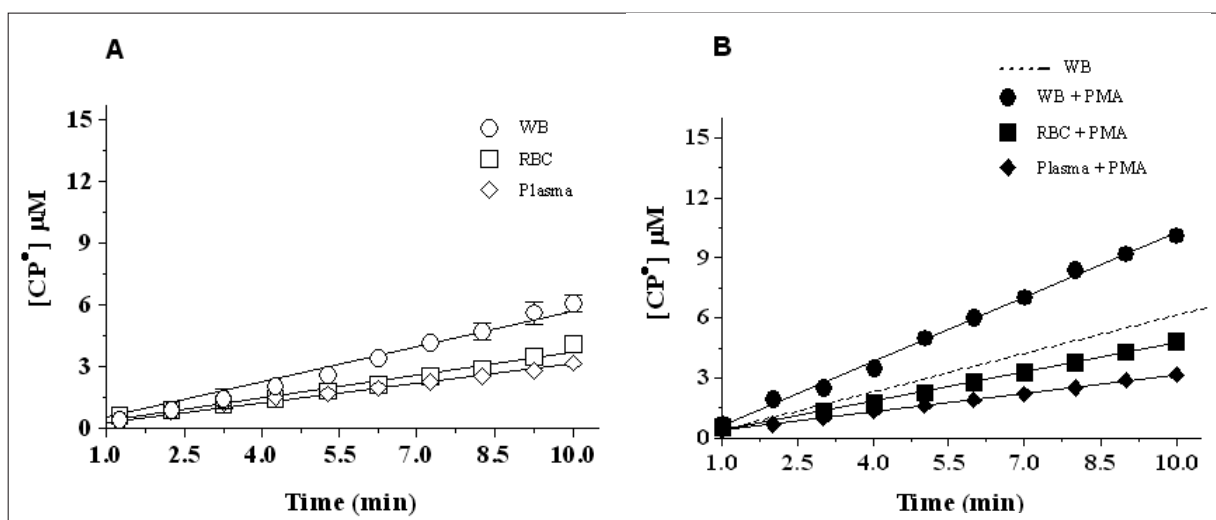 A
WB
RBC
Plasma
[CP•] µM
15
12
9
6
3
0
1.0 2.5 4.0 5.5 7.0 8.5 10.0
Time (min)
B
WB
WB + PMA
RBC + PMA
Plasma + PMA
[CP•] µM
15
12
9
6
3
0
1.0 2.5 4.0 5.5 7.0 8.5 10.0
Time (min)